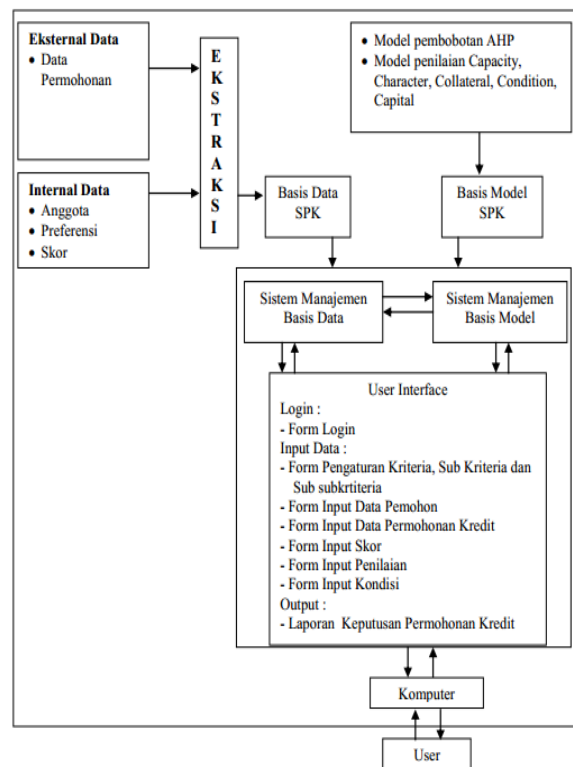 Eksternal Data
• Data
Permohonan
Internal Data
• Anggota
• Preferensi
• Skor
E
K
S
T
R
A
K
S
I
• Model pembobotan AHP
• Model penilaian Capacity,
Character, Collateral, Condition,
Capital
Basis Data
SPK
Basis Model
SPK
Sistem Manajemen
Basis Data
Sistem Manajemen
Basis Model
User Interface
Login :
- Form Login
Input Data :
- Form Pengaturan Kriteria, Sub Kriteria dan
Sub subkrtiteria
- Form Input Data Pemohon
- Form Input Data Permohonan Kredit
- Form Input Skor
- Form Input Penilaian
- Form Input Kondisi
Output :
- Laporan Keputusan Permohonan Kredit
Komputer
User